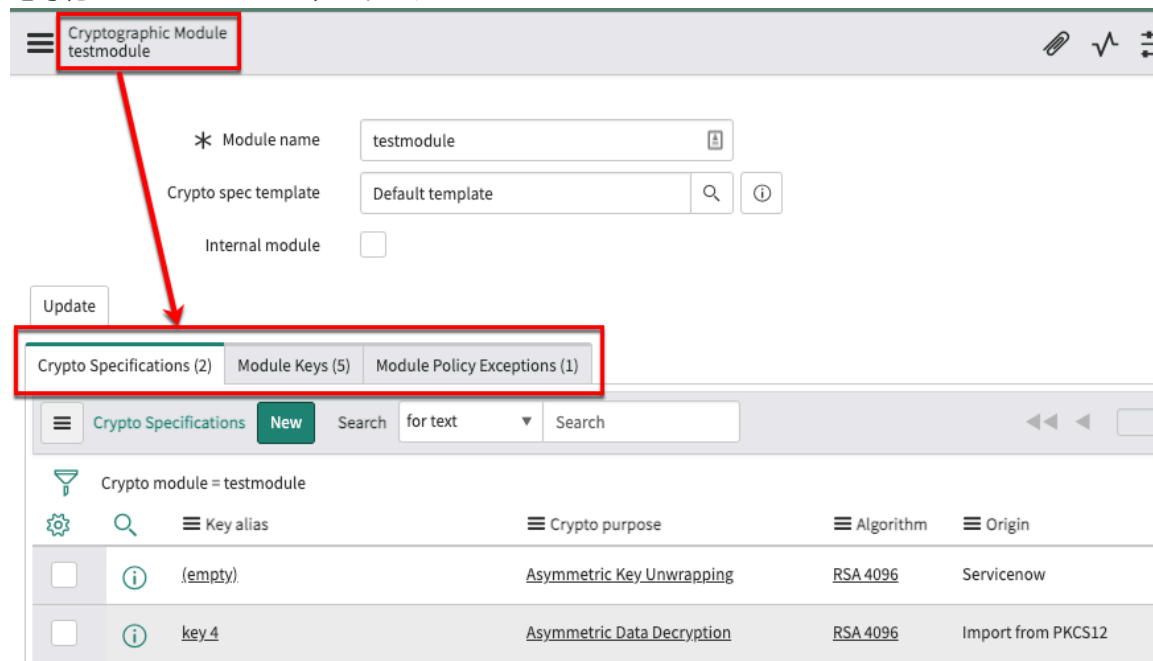 Cryptographic Module
testmodule
Module name testmodule
Crypto spec template Default template
Internal module
Update
Crypto Specifications (2) Module Keys (5) Module Policy Exceptions (1)
Crypto Specifications New Search for text Search
Crypto module = testmodule
Key alias Crypto purpose Algorithm Origin
(empty) Asymmetric Key Unwrapping RSA 4096 Servicenow
key 4 Asymmetric Data Decryption RSA 4096 Import from PKCS12